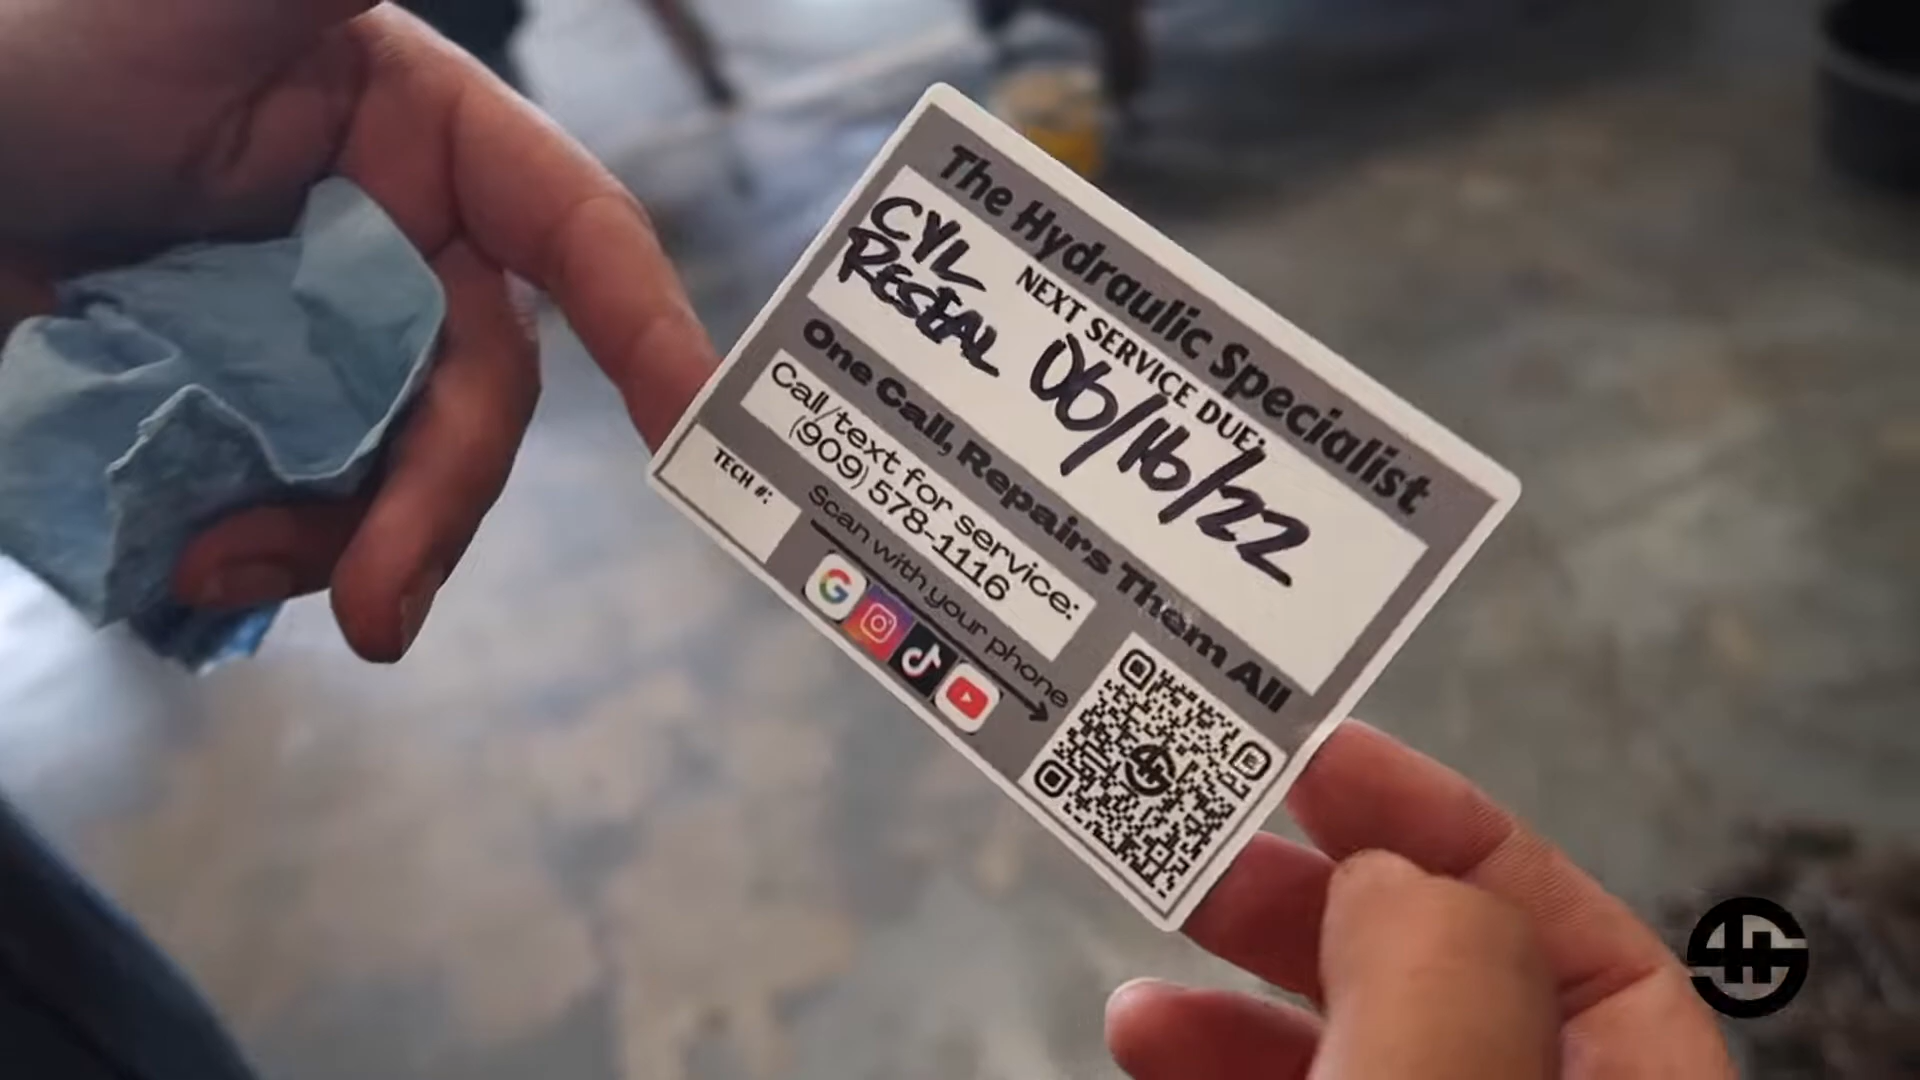 The Hydraulic Specialist
CYL
RESEAL
NEXT SERVICE DUE:
06/16/22
One Call, Repairs Them All
Call/text for service:
(909) 578-1116
TECH #:
Scan with your phone